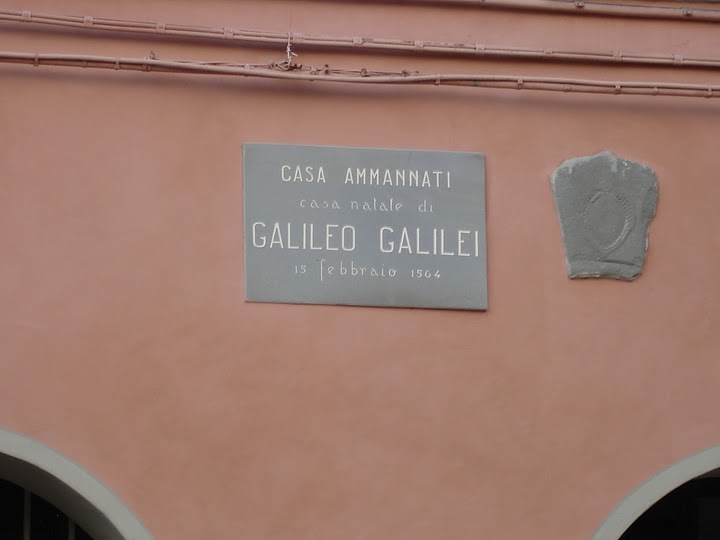 CASA AMMANNATI
casa natale di
GALILEO GALILEI
15 febbraio 1564